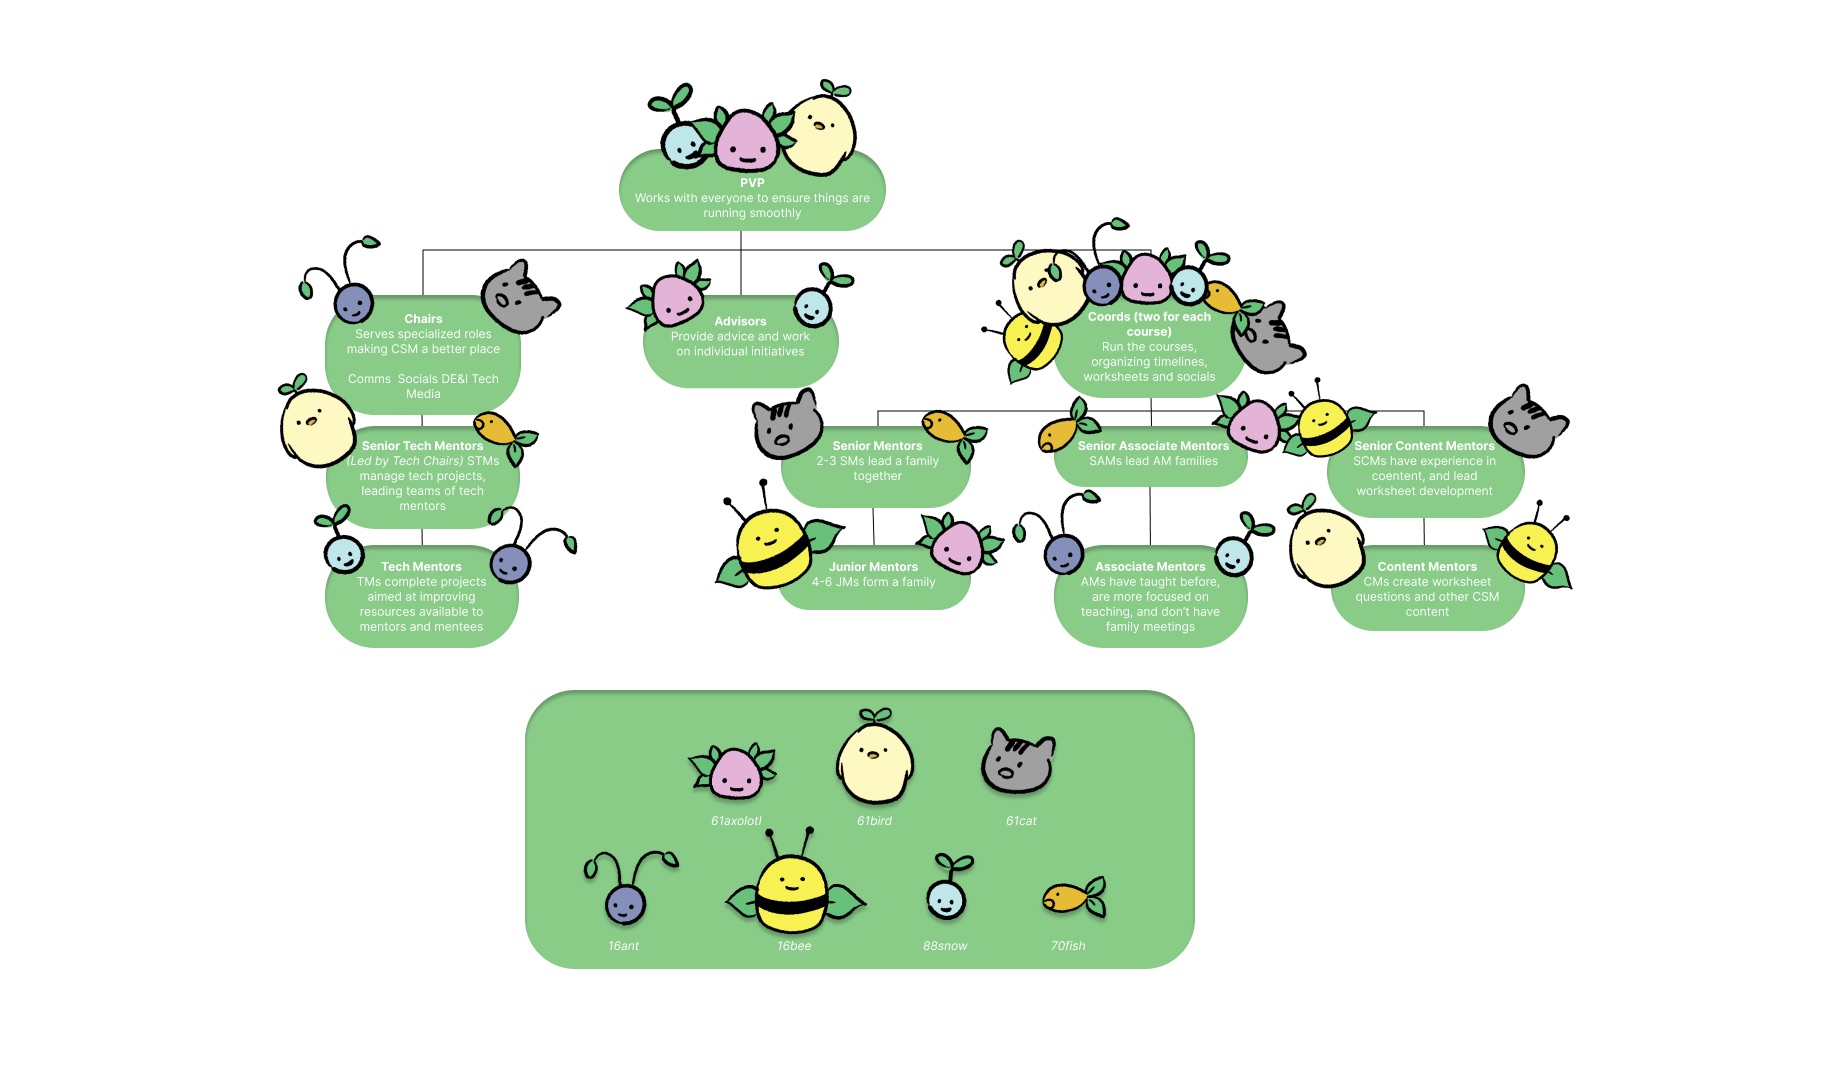 PVP
Works with everyone to ensure things are
running smoothly
Chairs
Serves specialized roles
making CSM a better place
Comms  Socials DE&I Tech
Media
Advisors
Provide advice and work
on individual initiatives
Coords (two for each
course)
Run the courses,
organizing timelines,
worksheets and socials
Senior Tech Mentors
(Led by Tech Chairs) STMs
manage tech projects,
leading teams of tech
mentors
Senior Mentors
2-3 SMs lead a family
together
Senior Associate Mentors
SAMs lead AM families
Senior Content Mentors
SCMs have experience in
coentent, and lead
worksheet development
Tech Mentors
TMs complete projects
aimed at improving
resources available to
mentors and mentees
Junior Mentors
4-6 JMs form a family
Associate Mentors
AMs have taught before,
are more focused on
teaching, and don't have
family meetings
Content Mentors
CMs create worksheet
questions and other CSM
content
61axolotl
61bird
61cat
16ant
16bee
88snow
70fish